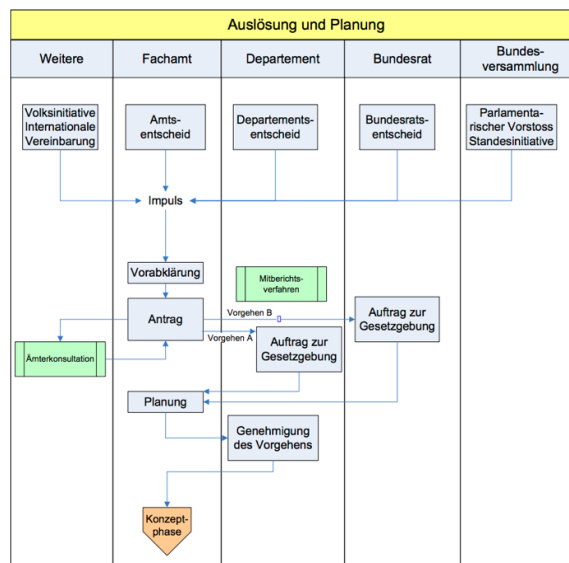 Auslösung und Planung
Weitere
Fachamt
Departement
Bundesrat
Bundes-
versammlung
Volksinitiative
Internationale
Vereinbarung
Amts-
entscheid
Departements-
entscheid
Bundesrats-
entscheid
Parlamenta-
rischer Vorstoss
Standesinitiative
Impuls
Vorabklärung
Mitberichts-
verfahren
Antrag
Vorgehen B
Auftrag zur
Gesetzgebung
Vorgehen A
Auftrag zur
Gesetzgebung
Ämterkonsultation
Planung
Genehmigung
des Vorgehens
Konzept-
phase